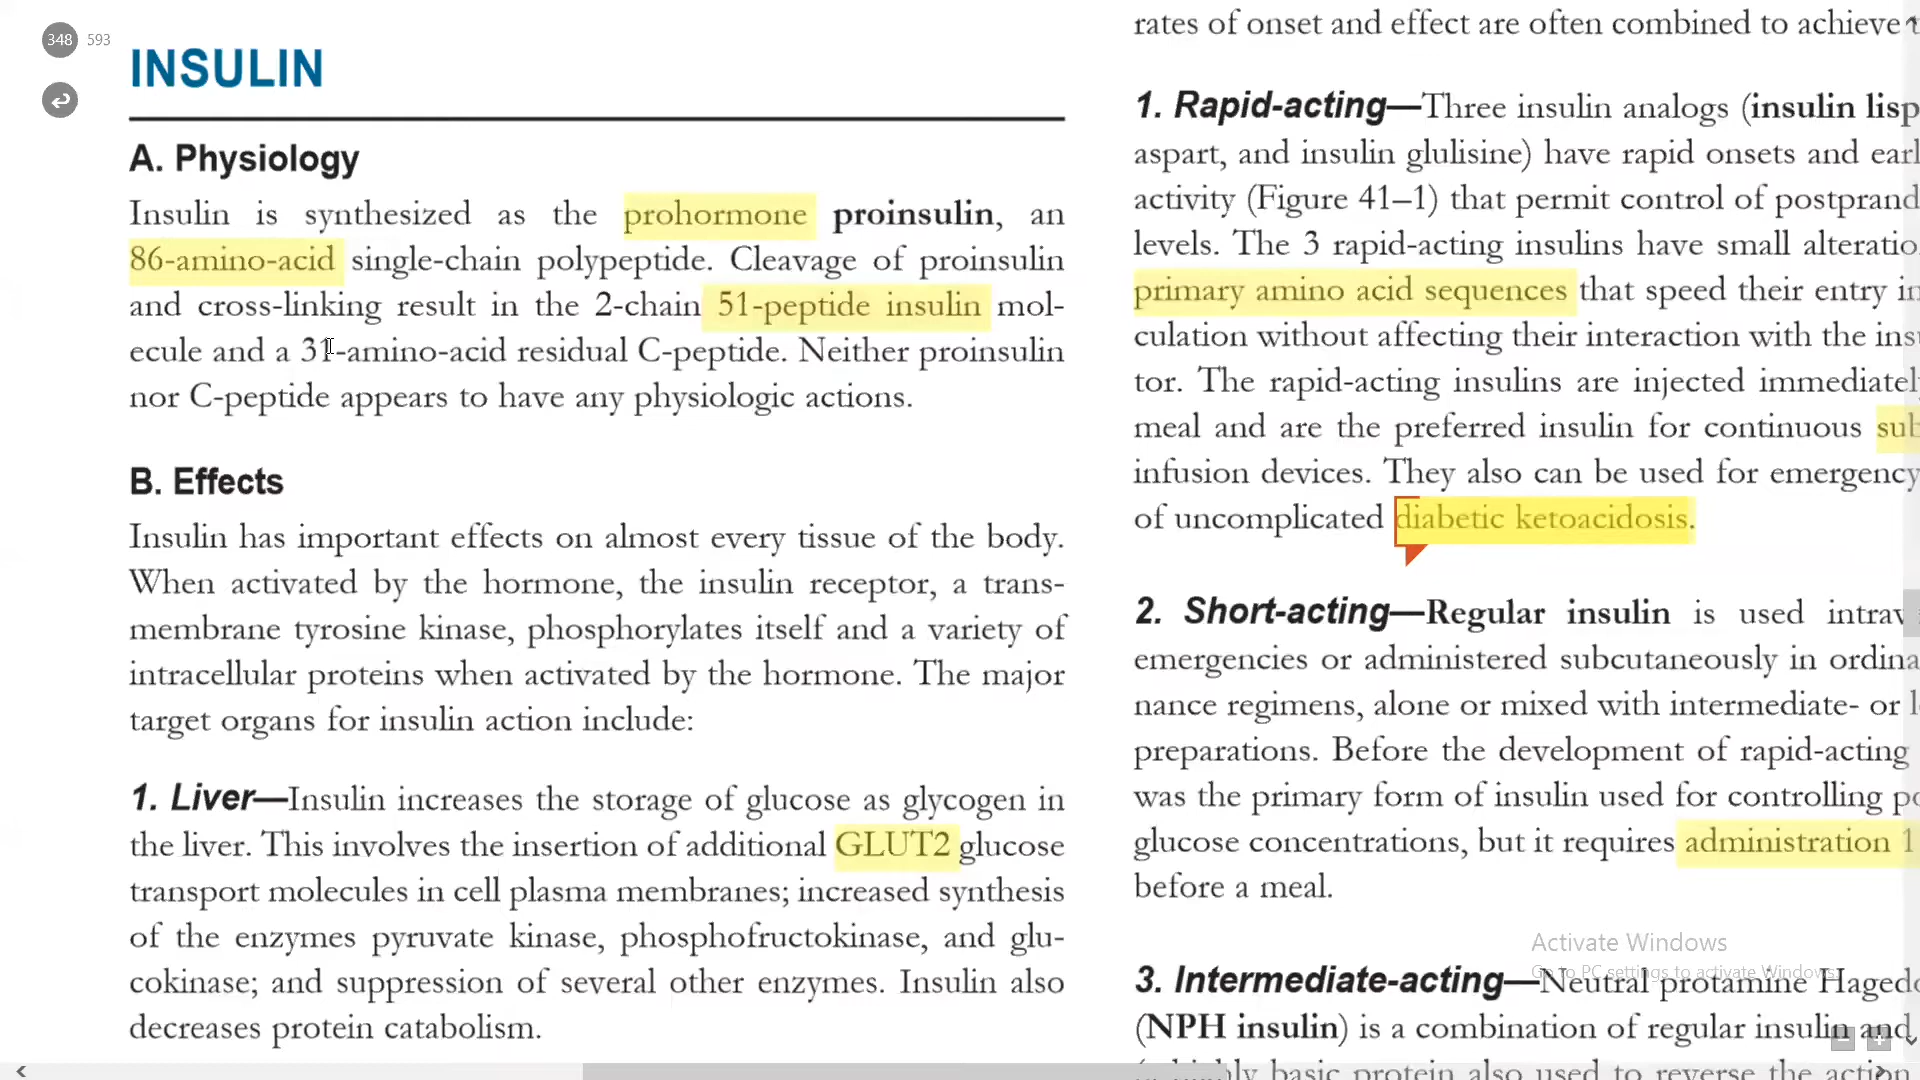 348 593
INSULIN
A. Physiology
Insulin is synthesized as the prohormone proinsulin, an
86-amino-acid single-chain polypeptide. Cleavage of proinsulin
and cross-linking result in the 2-chain 51-peptide insulin mol-
ecule and a 31-amino-acid residual C-peptide. Neither proinsulin
nor C-peptide appears to have any physiologic actions.
B. Effects
Insulin has important effects on almost every tissue of the body.
When activated by the hormone, the insulin receptor, a trans-
membrane tyrosine kinase, phosphorylates itself and a variety of
intracellular proteins when activated by the hormone. The major
target organs for insulin action include:
1. Liver—Insulin increases the storage of glucose as glycogen in
the liver. This involves the insertion of additional GLUT2 glucose
transport molecules in cell plasma membranes; increased synthesis
of the enzymes pyruvate kinase, phosphofructokinase, and glu-
cokinase; and suppression of several other enzymes. Insulin also
decreases protein catabolism.
rates of onset and effect are often combined to achieve
1. Rapid-acting—Three insulin analogs (insulin lisp
aspart, and insulin glulisine) have rapid onsets and earl
activity (Figure 41–1) that permit control of postprand
levels. The 3 rapid-acting insulins have small alteratio
primary amino acid sequences that speed their entry in
culation without affecting their interaction with the ins
tor. The rapid-acting insulins are injected immediatel
meal and are the preferred insulin for continuous sub
infusion devices. They also can be used for emergency
of uncomplicated diabetic ketoacidosis.
2. Short-acting—Regular insulin is used intrav
emergencies or administered subcutaneously in ordina
nance regimens, alone or mixed with intermediate- or l
preparations. Before the development of rapid-acting
was the primary form of insulin used for controlling po
glucose concentrations, but it requires administration 1
before a meal.
Activate Windows
Go to PC settings to activate Windows.
3. Intermediate-acting—Neutral protamine Hagedo
(NPH insulin) is a combination of regular insulin and
basic protein also used to reverse the action